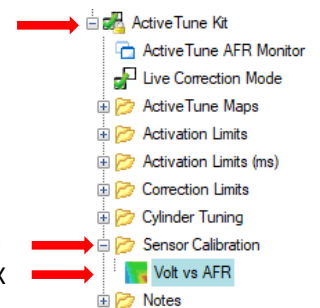 ActiveTune Kit
ActiveTune AFR Monitor
Live Correction Mode
ActiveTune Maps
Activation Limits
Activation Limits (ms)
Correction Limits
Cylinder Tuning
Sensor Calibration
x Volt vs AFR
Notes